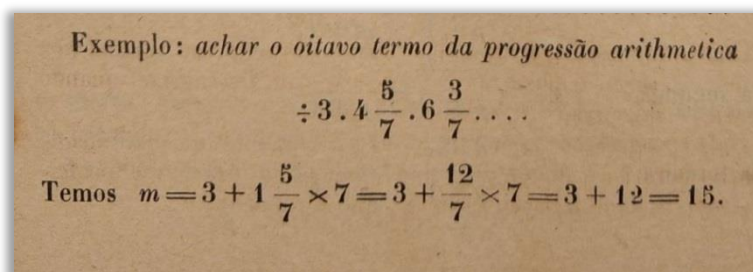 Exemplo: achar o oitavo termo da progressão arithmetica
÷ 3 . 4 5/7 . 6 3/7 . . . .
Temos m = 3 + 1 5/7 × 7 = 3 + 12/7 × 7 = 3 + 12 = 15.